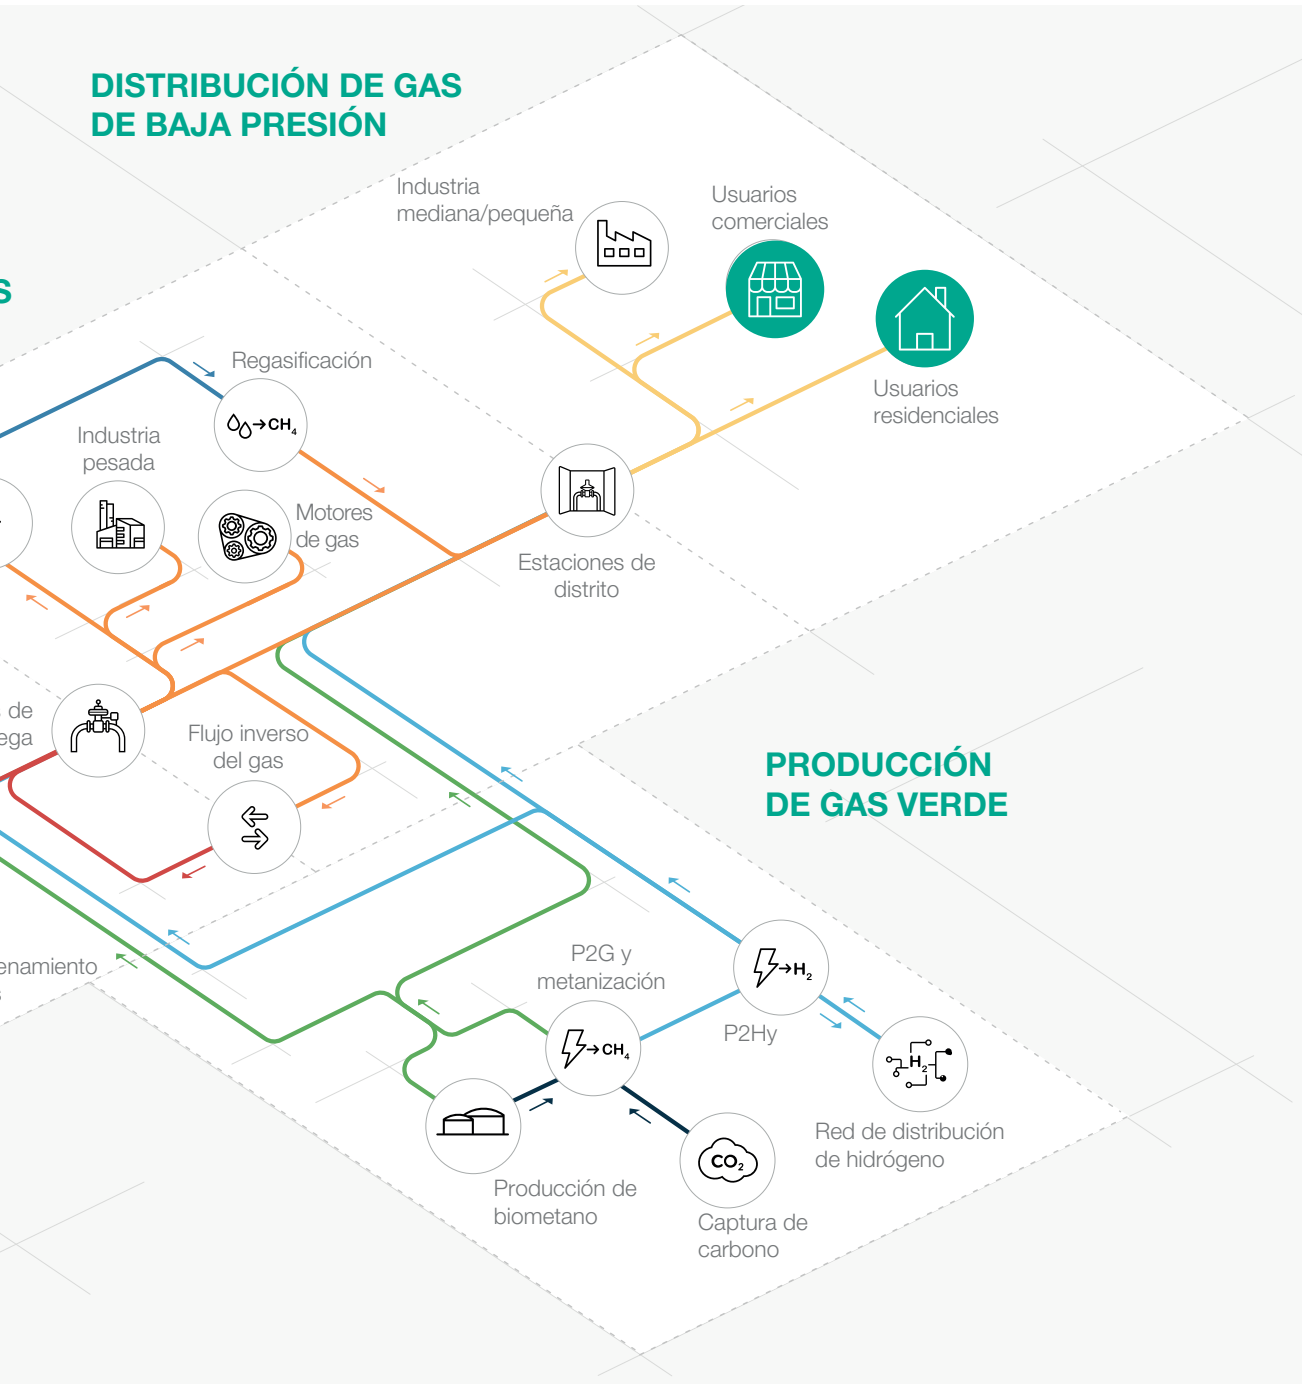 DISTRIBUCIÓN DE GAS
DE BAJA PRESIÓN
Industria
mediana/pequeña
Usuarios
comerciales
S
Regasificación
CH₄
Usuarios
residenciales
Industria
pesada
Motores
de gas
Estaciones de
distrito
de
Flujo inverso
del gas
PRODUCCIÓN
DE GAS VERDE
P2G y
metanización
H₂
P2Hy
CH₄
H₂
Red de distribución
de hidrógeno
CO₂
Producción de
biometano
Captura de
carbono